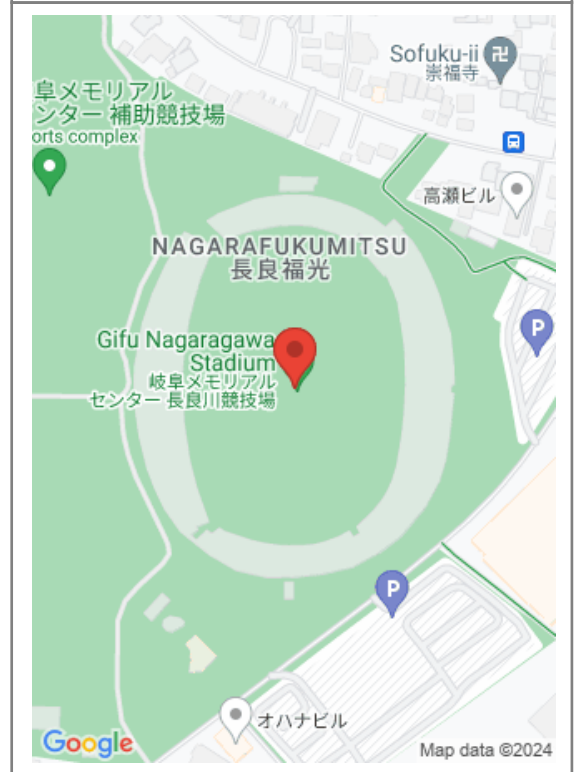 Sofuku-ji
崇福寺
阜メモリアル
ンター 補助競技場
orts complex
高瀬ビル
NAGARAFUKUMITSU
長良福光
P
Gifu Nagaragawa
Stadium
岐阜メモリアル
センター 長良川競技場
P
オハナビル
Google
Map data ©2024